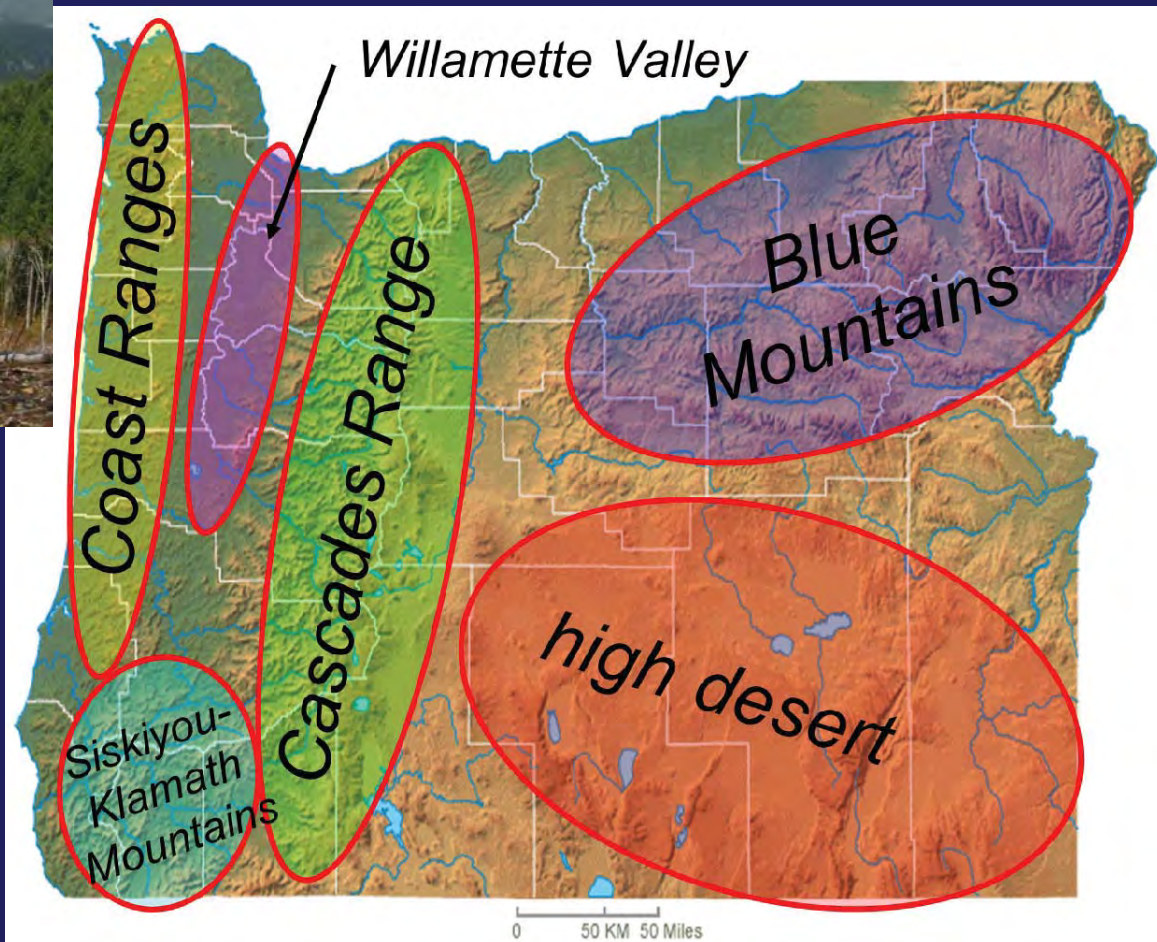 Willamette Valley
Coast Ranges
Cascades Range
Blue
Mountains
high desert
Siskiyou-
Klamath
Mountains
0 50 KM 50 Miles